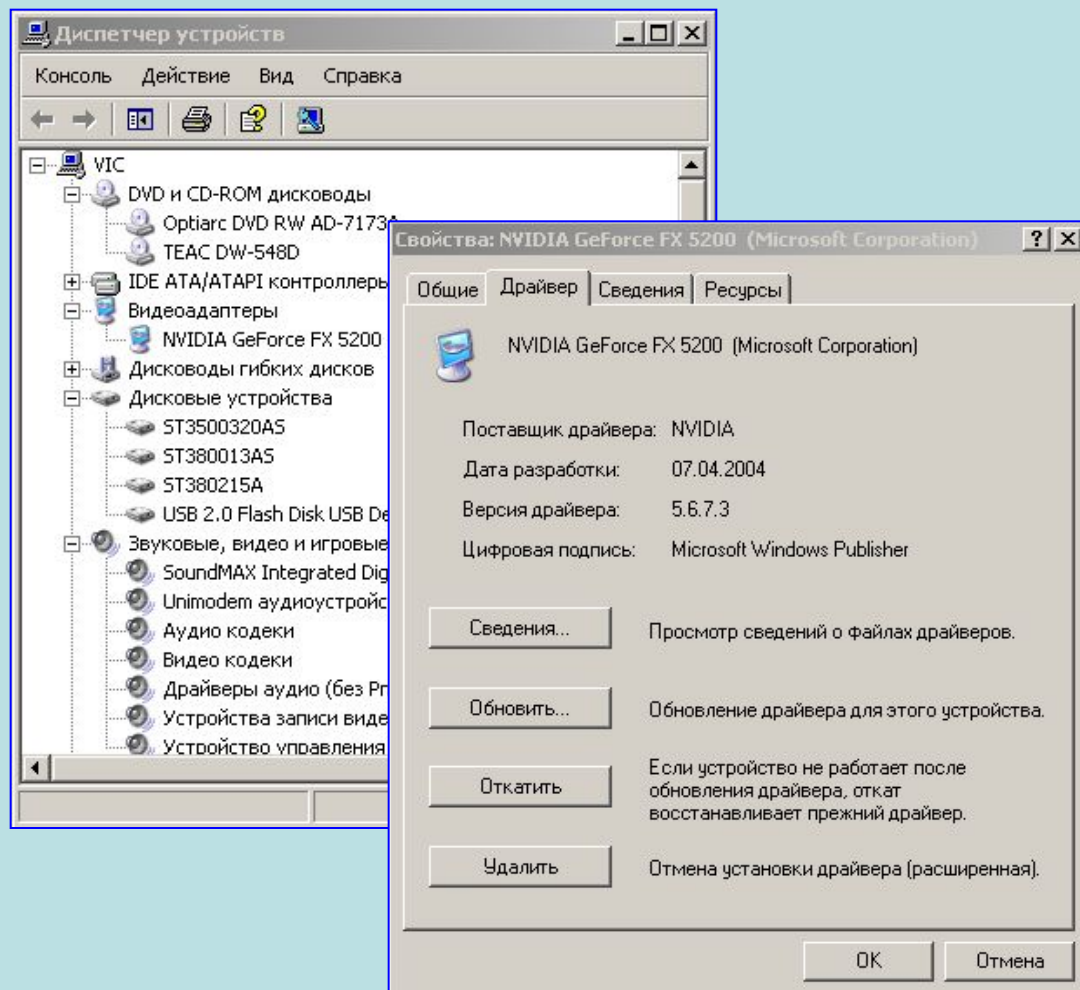 Диспетчер устройств
Консоль Действие Вид Справка
VIC
DVD и CD-ROM дисководы
Optiarc DVD RW AD-7173A
TEAC DW-548D
IDE ATA/ATAPI контроллеры
Видеоадаптеры
NVIDIA GeForce FX 5200
Дисководы гибких дисков
Дисковые устройства
ST3500320AS
ST380013AS
ST380215A
USB 2.0 Flash Disk USB De
Звуковые, видео и игровые
SoundMAX Integrated Dig
Unimodem аудиоустройс
Аудио кодеки
Видео кодеки
Драйверы аудио (без Pr
Устройства записи виде
Устройство управления
Свойства: NVIDIA GeForce FX 5200 (Microsoft Corporation)
Общие Драйвер Сведения Ресурсы
NVIDIA GeForce FX 5200 (Microsoft Corporation)
Поставщик драйвера: NVIDIA
Дата разработки: 07.04.2004
Версия драйвера: 5.6.7.3
Цифровая подпись: Microsoft Windows Publisher
Сведения... Просмотр сведений о файлах драйверов.
Обновить... Обновление драйвера для этого устройства.
Откатить
Если устройство не работает после
обновления драйвера, откат
восстанавливает прежний драйвер.
Удалить Отмена установки драйвера (расширенная).
OK Отмена